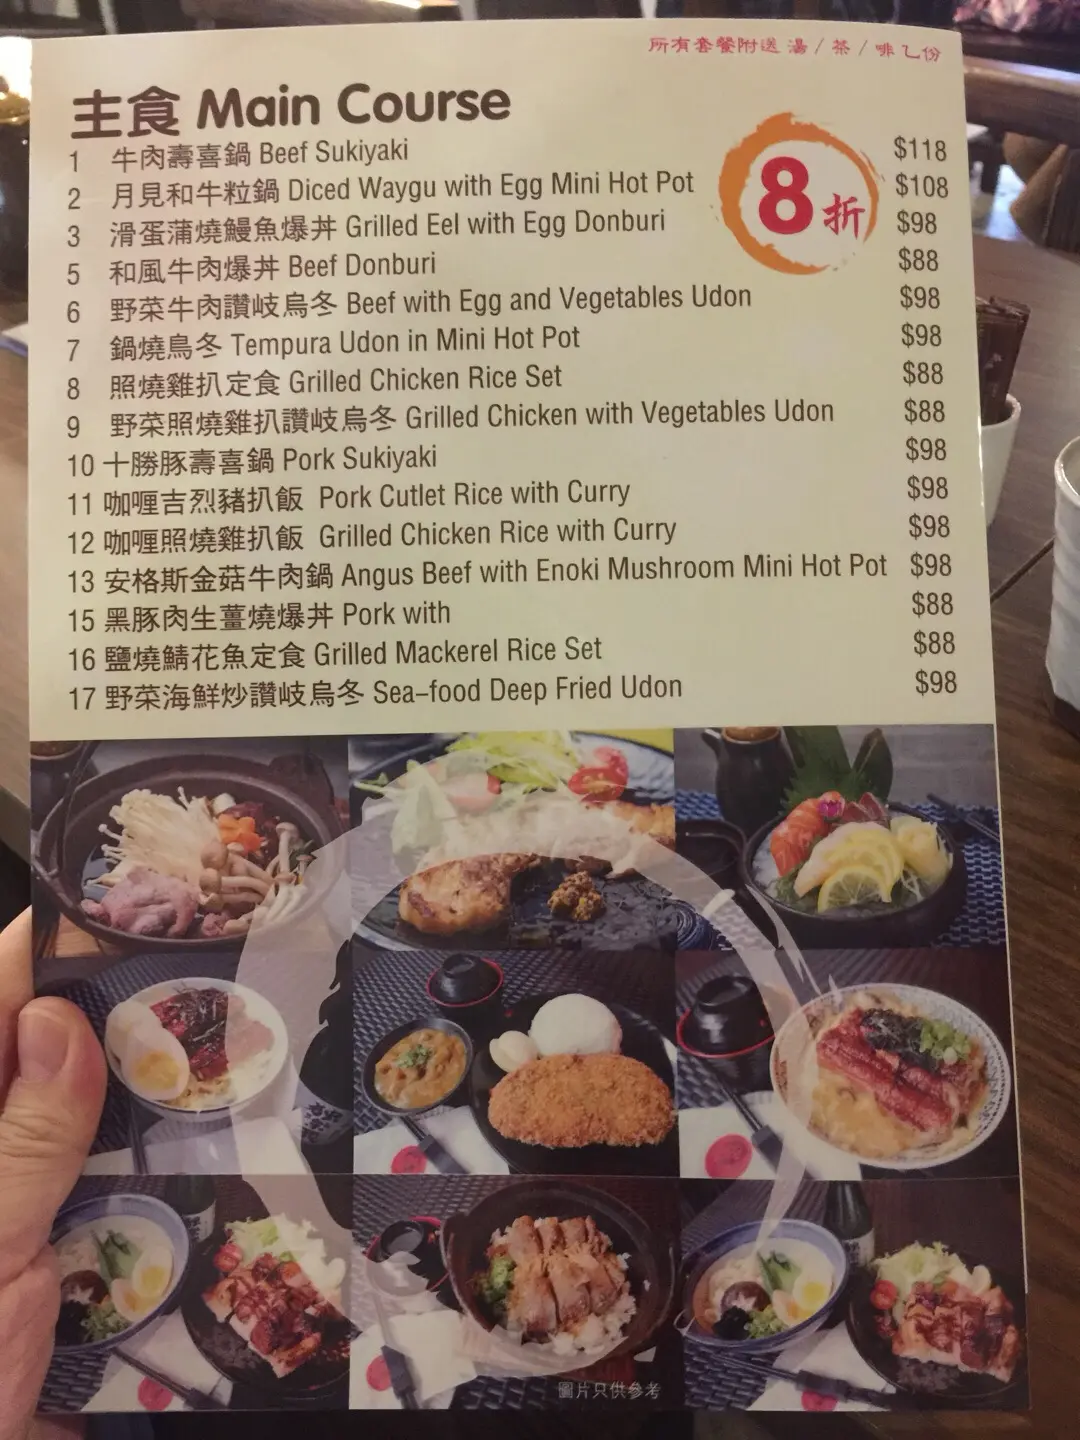 所有套餐附送 湯 / 茶 / 啡 乙份
主食 Main Course
1 牛肉壽喜鍋 Beef Sukiyaki $118
2 月見和牛粒鍋 Diced Waygu with Egg Mini Hot Pot $108
3 滑蛋蒲燒鰻魚爆丼 Grilled Eel with Egg Donburi $98
8折
5 和風牛肉爆丼 Beef Donburi $88
6 野菜牛肉讚岐烏冬 Beef with Egg and Vegetables Udon $98
7 鍋燒鳥冬 Tempura Udon in Mini Hot Pot $98
8 照燒雞扒定食 Grilled Chicken Rice Set $88
9 野菜照燒雞扒讚岐烏冬 Grilled Chicken with Vegetables Udon $88
10 十勝豚壽喜鍋 Pork Sukiyaki $98
11 咖喱吉烈豬扒飯 Pork Cutlet Rice with Curry $98
12 咖喱照燒雞扒飯 Grilled Chicken Rice with Curry $98
13 安格斯金菇牛肉鍋 Angus Beef with Enoki Mushroom Mini Hot Pot $98
15 黑豚肉生薑燒爆丼 Pork with $88
16 鹽燒鯖花魚定食 Grilled Mackerel Rice Set $88
17 野菜海鮮炒讚岐烏冬 Sea-food Deep Fried Udon $98
圖片只供參考